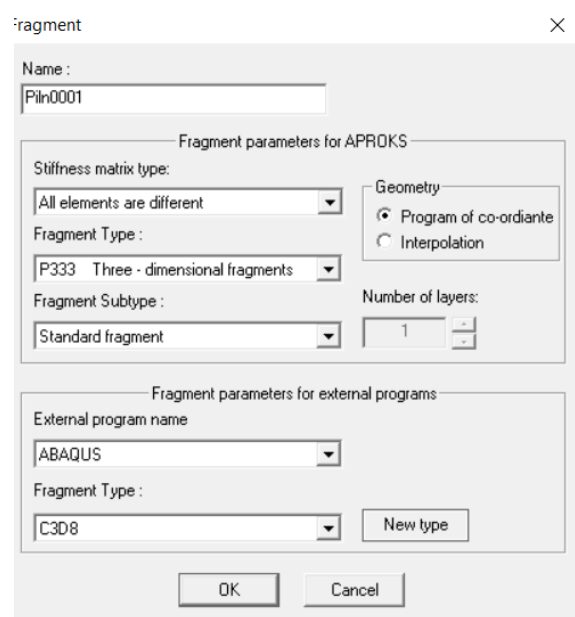 Fragment
Name :
Piln0001
Fragment parameters for APROKS
Stiffness matrix type:
All elements are different
Geometry
Program of co-ordiante
Interpolation
Fragment Type :
P333 Three - dimensional fragments
Fragment Subtype :
Number of layers:
Standard fragment
1
Fragment parameters for external programs
External program name
ABAQUS
Fragment Type :
C3D8
New type
OK
Cancel